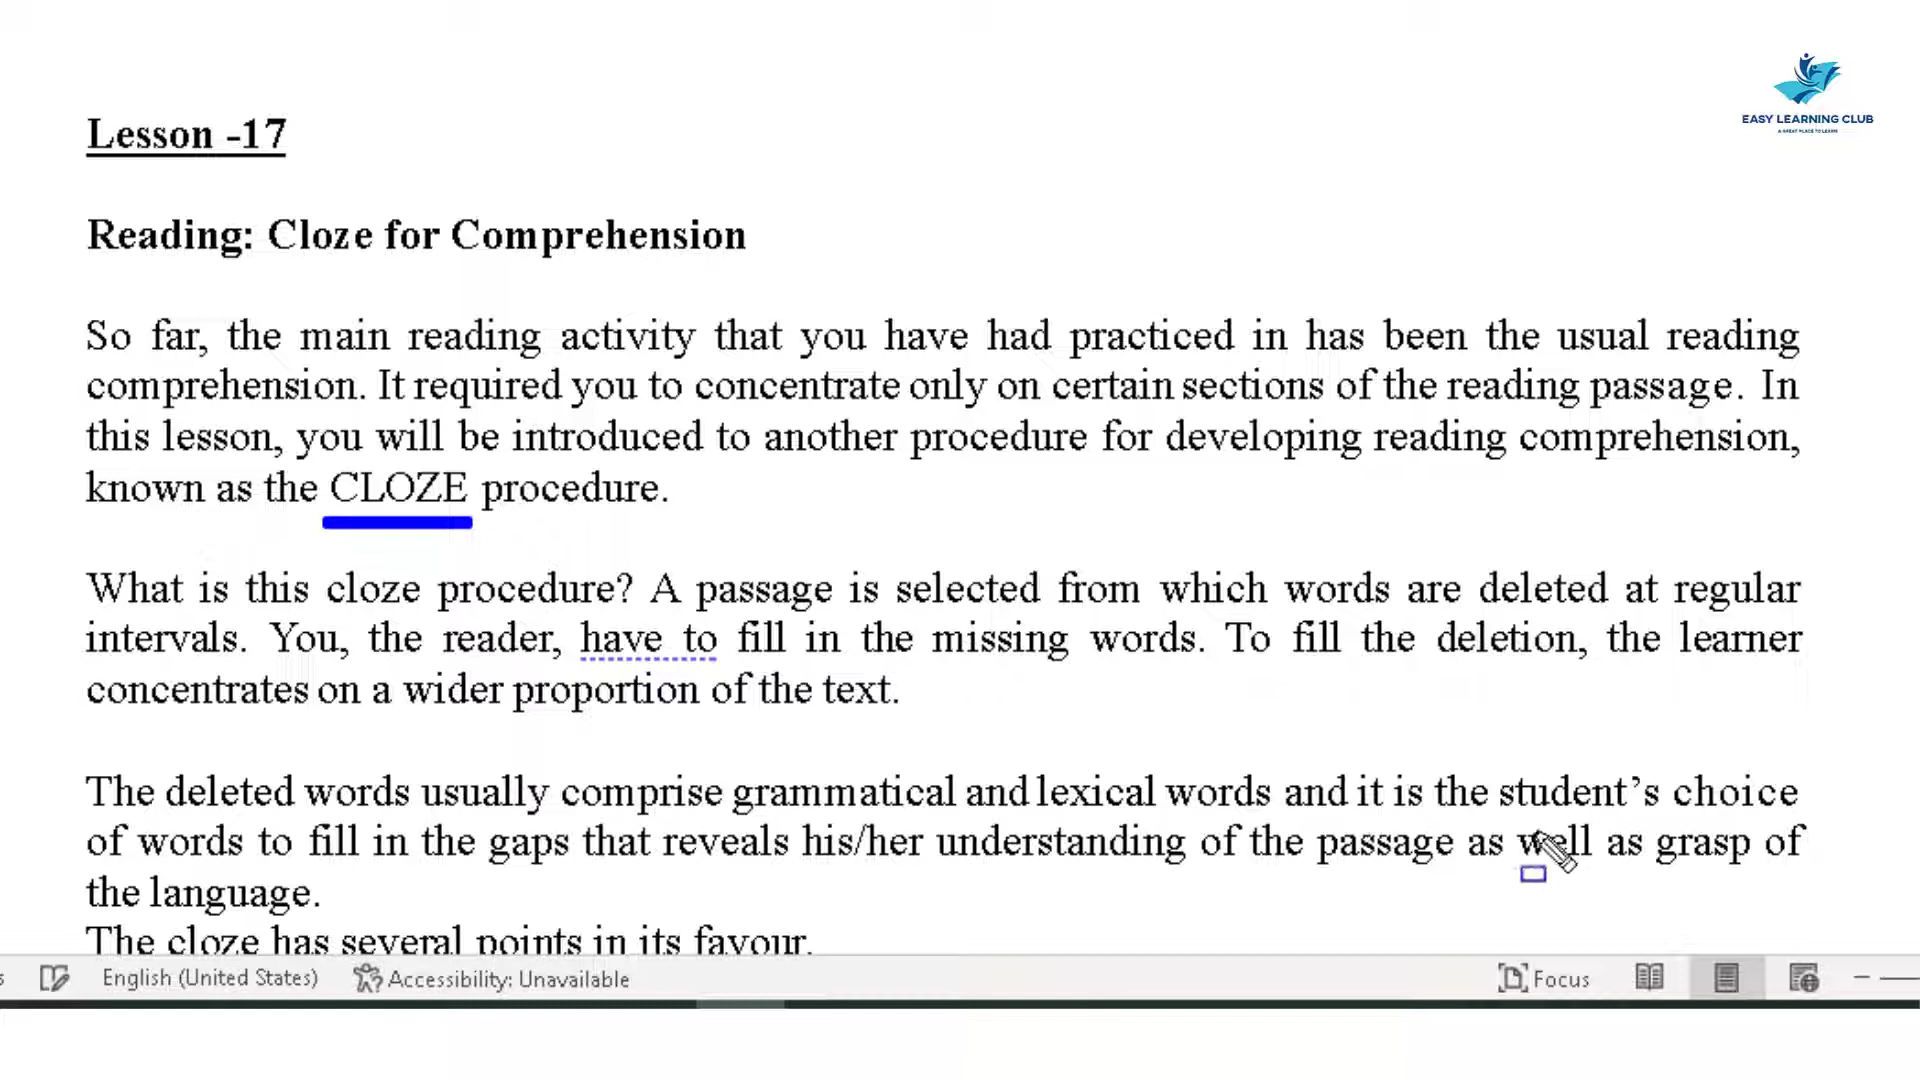 EASY LEARNING CLUB
A GREAT PLACE TO LEARN
Lesson -17
Reading: Cloze for Comprehension
So far, the main reading activity that you have had practiced in has been the usual reading
comprehension. It required you to concentrate only on certain sections of the reading passage. In
this lesson, you will be introduced to another procedure for developing reading comprehension,
known as the CLOZE procedure.
What is this cloze procedure? A passage is selected from which words are deleted at regular
intervals. You, the reader, have to fill in the missing words. To fill the deletion, the learner
concentrates on a wider proportion of the text.
The deleted words usually comprise grammatical and lexical words and it is the student’s choice
of words to fill in the gaps that reveals his/her understanding of the passage as well as grasp of
the language.
The cloze has several points in its favour.
English (United States) Accessibility: Unavailable Focus